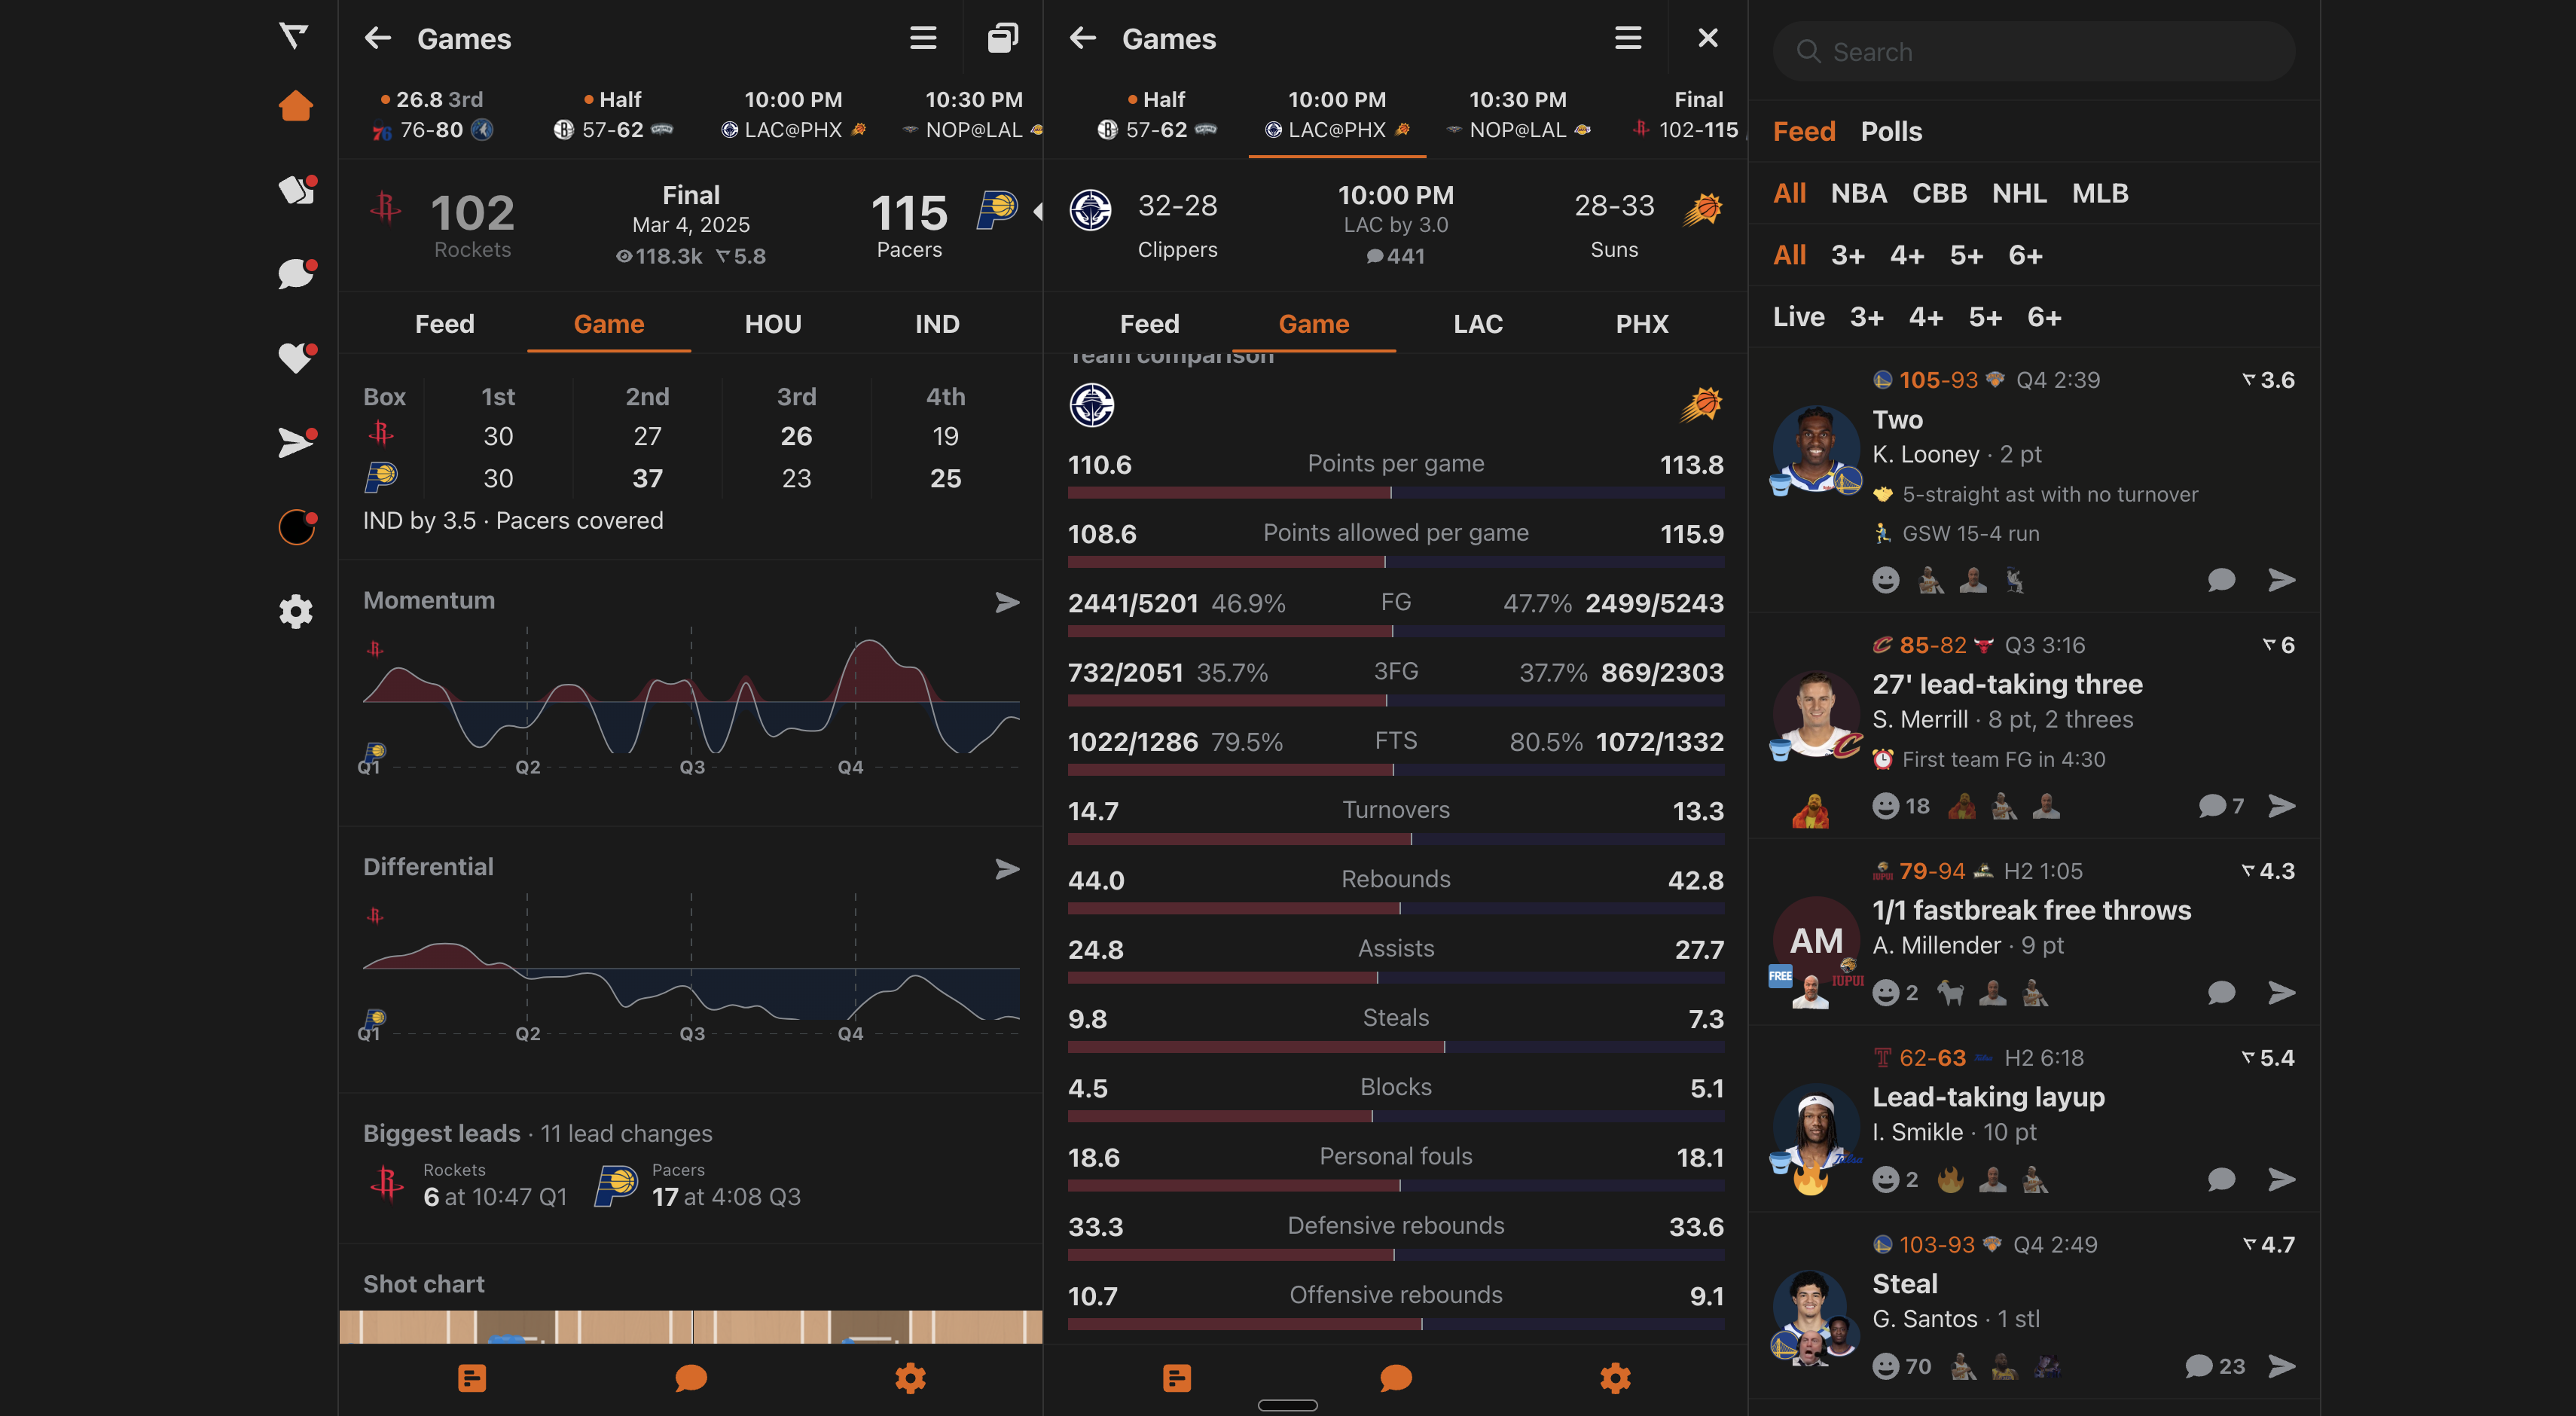 Games
26.8 3rd
Half
10:00 PM
10:30 PM
76-80
57-62
LAC@PHX
NOP@LAL
102
Rockets
Final
Mar 4, 2025
118.3k 5.8
115
Pacers
Feed
Game
HOU
IND
Box 1st 2nd 3rd 4th
30 27 26 19
30 37 23 25
IND by 3.5 · Pacers covered
Momentum
Q1 Q2 Q3 Q4
Differential
Q1 Q2 Q3 Q4
Biggest leads · 11 lead changes
Rockets
6 at 10:47 Q1
Pacers
17 at 4:08 Q3
Shot chart
Games
Half
10:00 PM
10:30 PM
Final
57-62
LAC@PHX
NOP@LAL
102-115
32-28
Clippers
10:00 PM
LAC by 3.0
441
28-33
Suns
Feed
Game
LAC
PHX
Team comparison
110.6 Points per game 113.8
108.6 Points allowed per game 115.9
2441/5201 46.9% FG 47.7% 2499/5243
732/2051 35.7% 3FG 37.7% 869/2303
1022/1286 79.5% FTS 80.5% 1072/1332
14.7 Turnovers 13.3
44.0 Rebounds 42.8
24.8 Assists 27.7
9.8 Steals 7.3
4.5 Blocks 5.1
18.6 Personal fouls 18.1
33.3 Defensive rebounds 33.6
10.7 Offensive rebounds 9.1
Search
Feed Polls
All NBA CBB NHL MLB
All 3+ 4+ 5+ 6+
Live 3+ 4+ 5+ 6+
105-93 Q4 2:39 3.6
Two
K. Looney · 2 pt
5-straight ast with no turnover
GSW 15-4 run
85-82 Q3 3:16 6
27' lead-taking three
S. Merrill · 8 pt, 2 threes
First team FG in 4:30
18 7
79-94 H2 1:05 4.3
1/1 fastbreak free throws
AM
A. Millender · 9 pt
FREE
IUPUI
2
62-63 H2 6:18 5.4
Lead-taking layup
I. Smikle · 10 pt
Tulsa
2
103-93 Q4 2:49 4.7
Steal
G. Santos · 1 stl
70 23